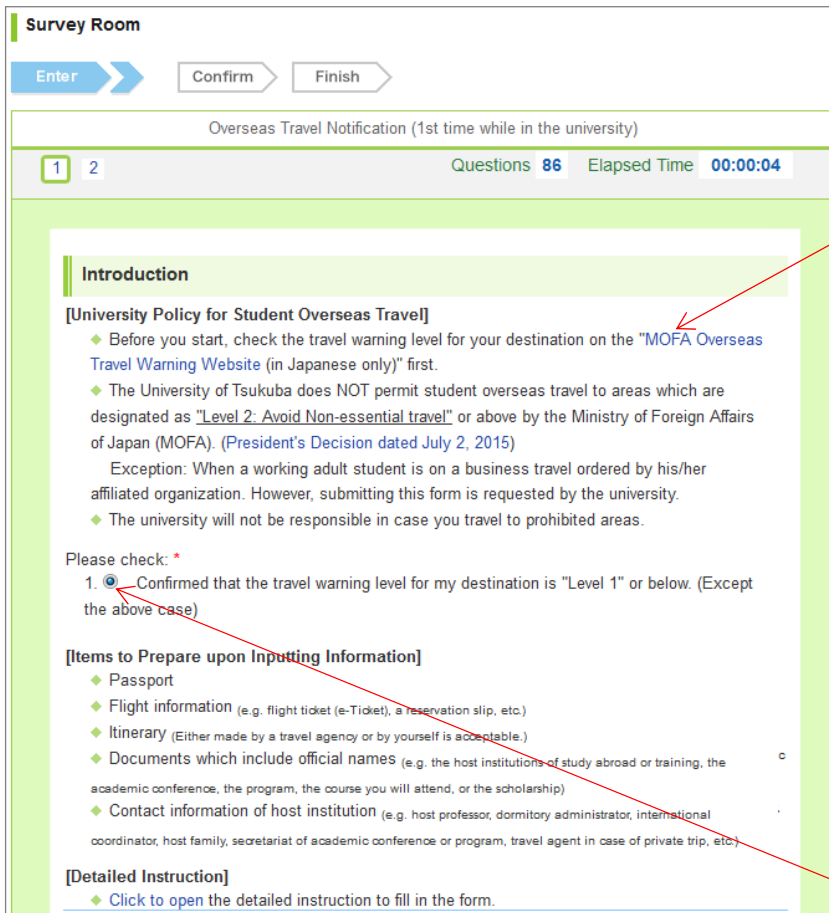 Survey Room
Enter Confirm Finish
Overseas Travel Notification (1st time while in the university)
1 2 Questions 86 Elapsed Time 00:00:04
Introduction
[University Policy for Student Overseas Travel]
◆ Before you start, check the travel warning level for your destination on the "MOFA Overseas
Travel Warning Website (in Japanese only)" first.
◆ The University of Tsukuba does NOT permit student overseas travel to areas which are
designated as "Level 2: Avoid Non-essential travel" or above by the Ministry of Foreign Affairs
of Japan (MOFA). (President's Decision dated July 2, 2015)
Exception: When a working adult student is on a business travel ordered by his/her
affiliated organization. However, submitting this form is requested by the university.
◆ The university will not be responsible in case you travel to prohibited areas.
Please check: *
1. Confirmed that the travel warning level for my destination is "Level 1" or below. (Except
the above case)
[Items to Prepare upon Inputting Information]
◆ Passport
◆ Flight information (e.g. flight ticket (e-Ticket), a reservation slip, etc.)
◆ Itinerary (Either made by a travel agency or by yourself is acceptable.)
◆ Documents which include official names (e.g. the host institutions of study abroad or training, the
academic conference, the program, the course you will attend, or the scholarship)
◆ Contact information of host institution (e.g. host professor, dormitory administrator, international
coordinator, host family, secretariat of academic conference or program, travel agent in case of private trip, etc.)
[Detailed Instruction]
◆ Click to open the detailed instruction to fill in the form.